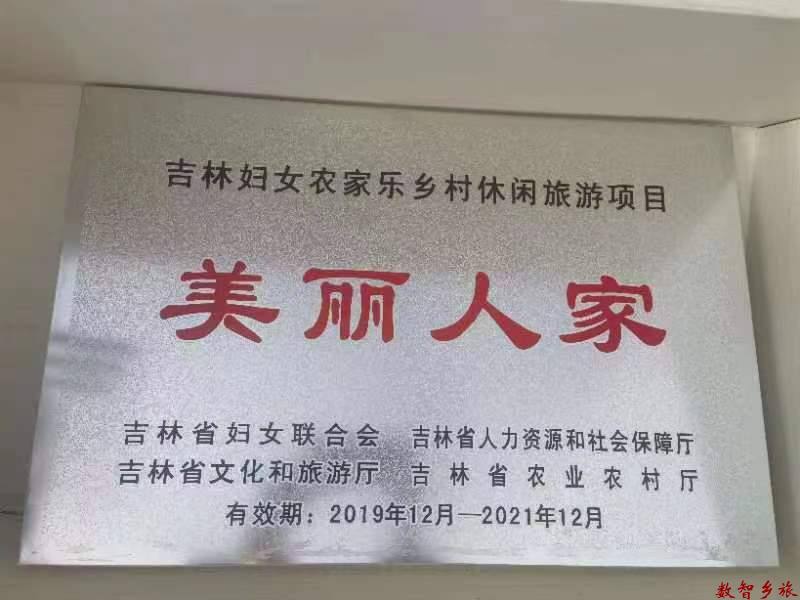 吉林妇女农家乐乡村休闲旅游项目
美丽人家
吉林省妇女联合会 吉林省人力资源和社会保障厅
吉林省文化和旅游厅 吉林省农业农村厅
有效期：2019年12月—2021年12月
数智乡旅